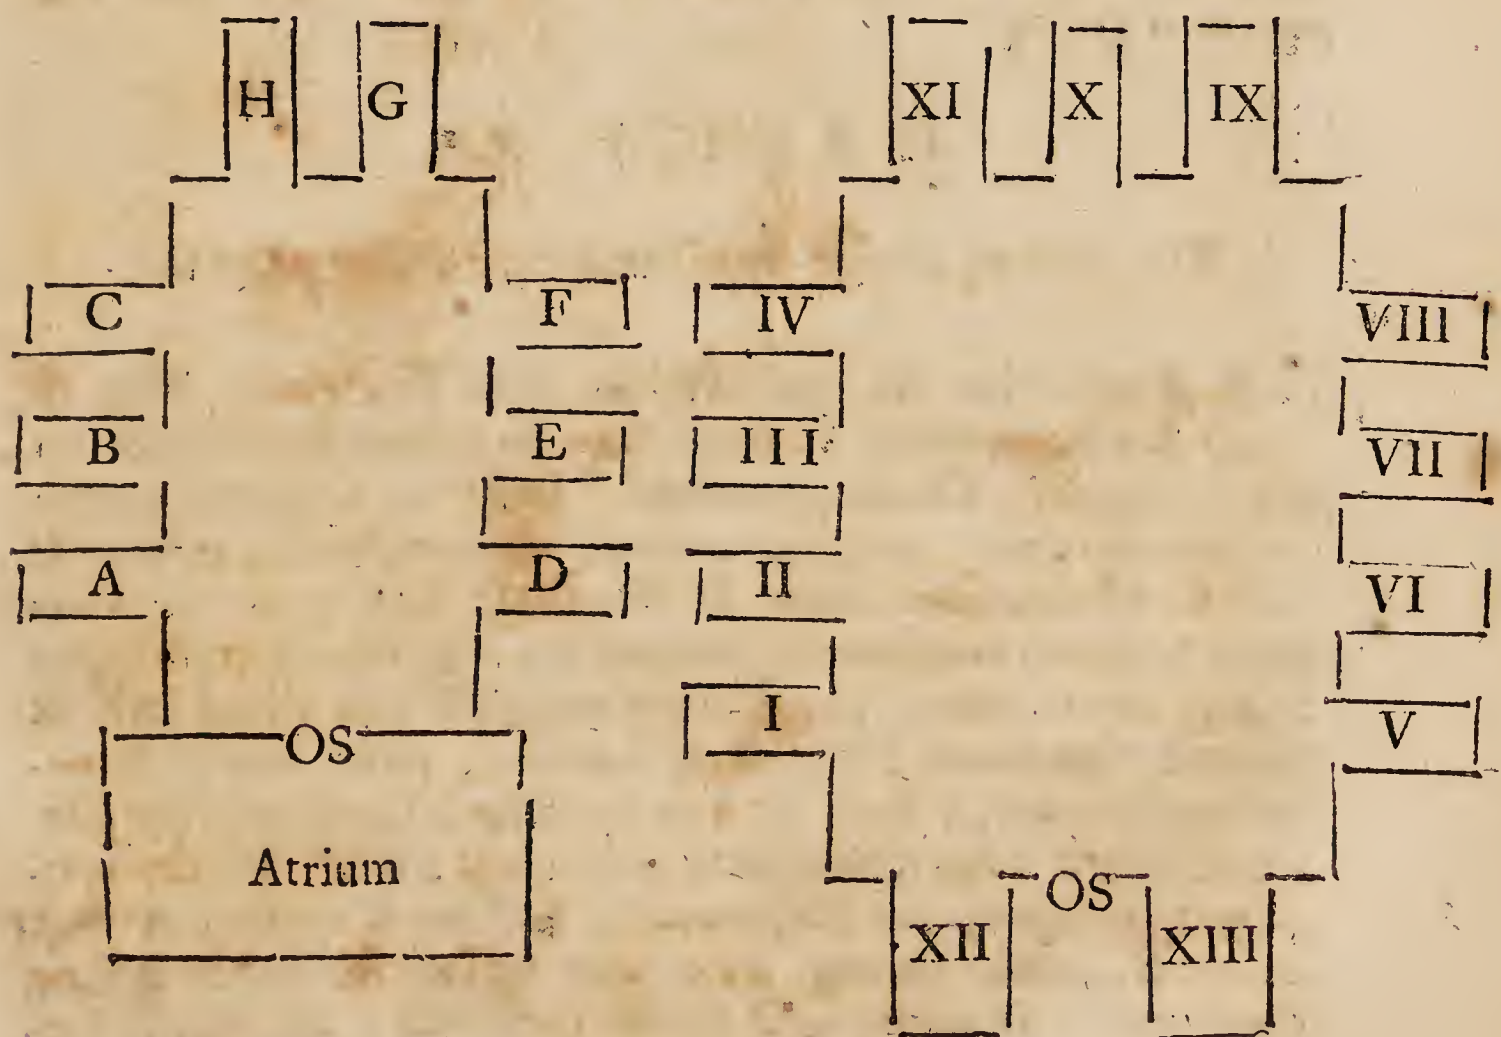 H G
C F
B E
A D
OS
Atrium
XI X IX
IV VIII
III VII
II VI
I V
OS
XII XIII